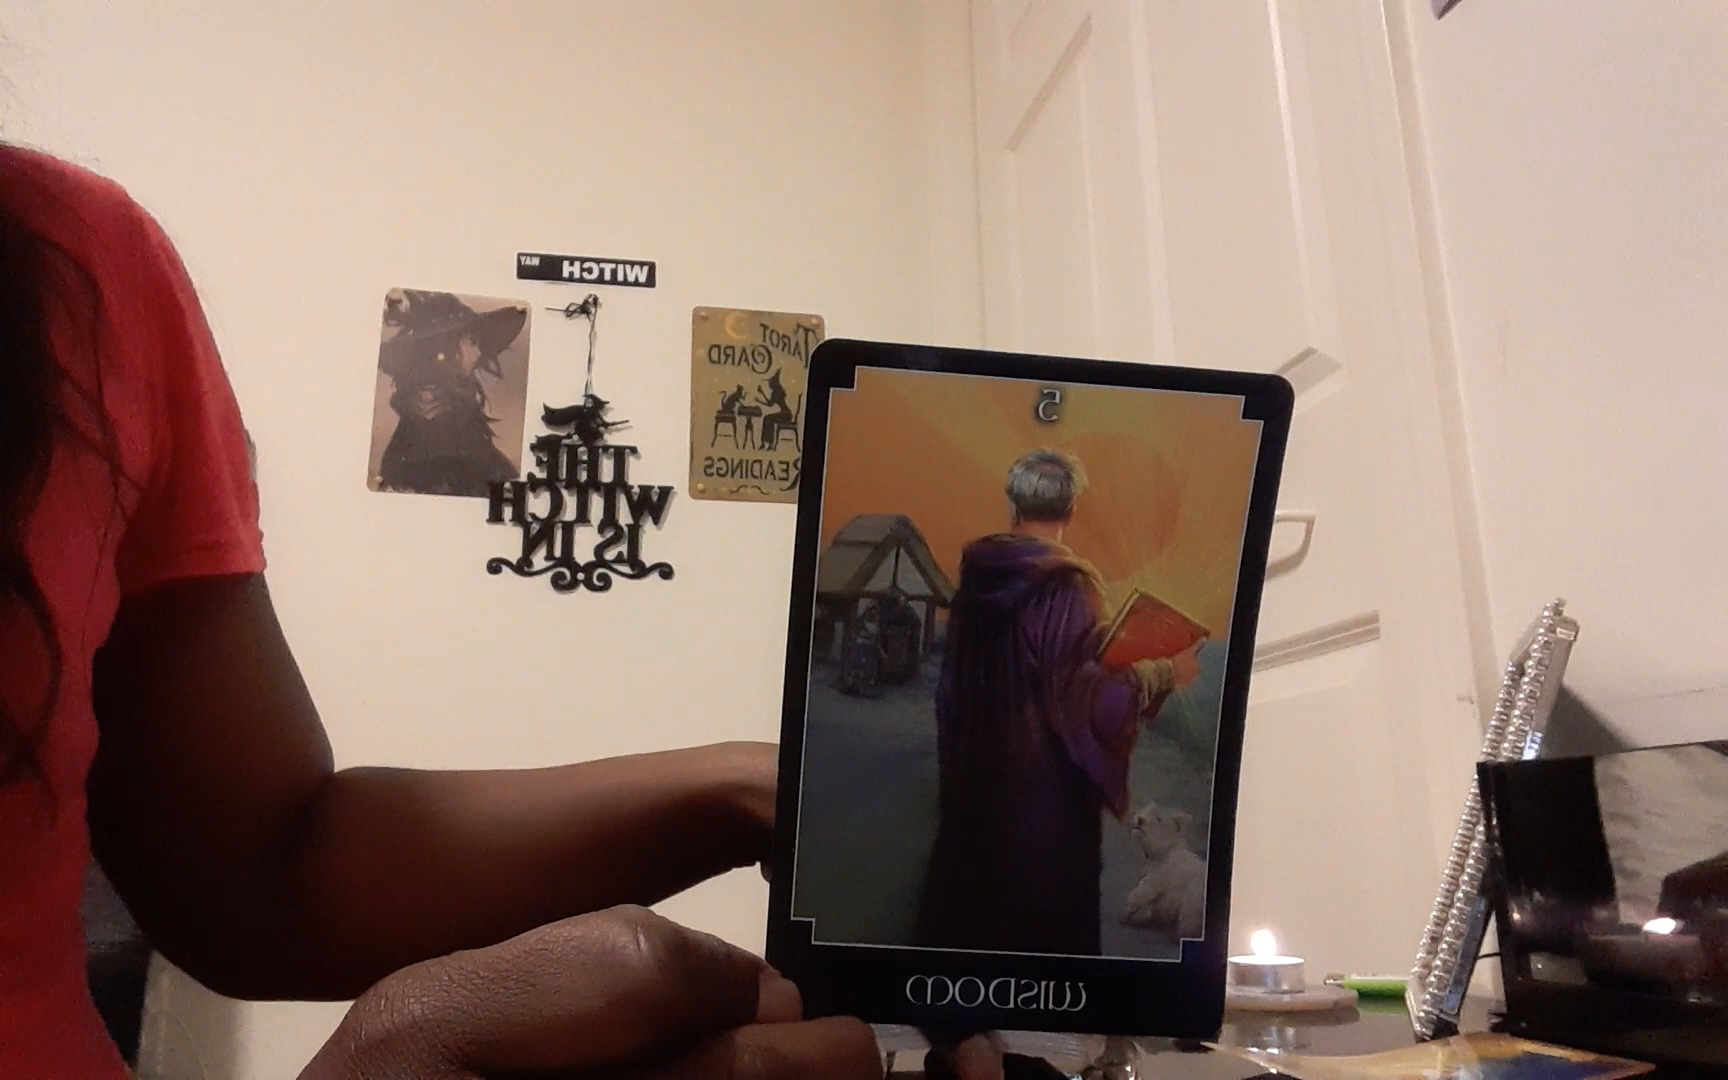 WITCH WAY
THE
WITCH
IS IN
TAROT
CARD
READINGS
5
WISDOM